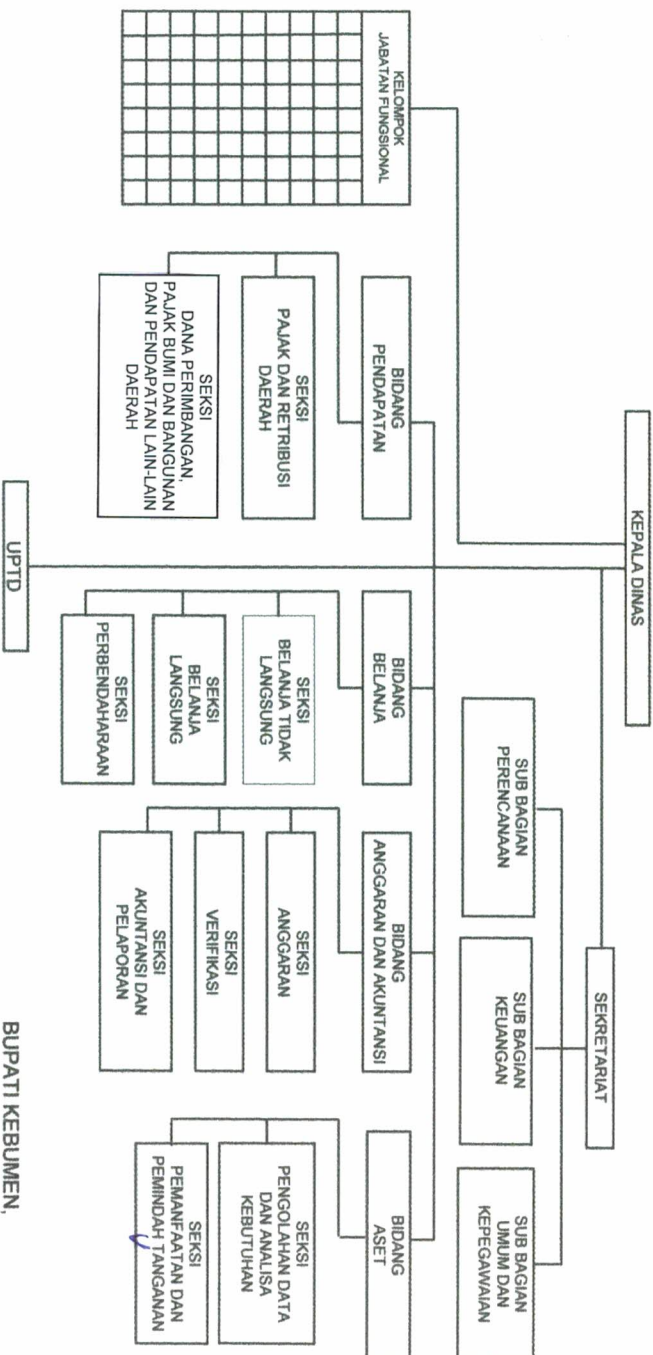 KEPALA DINAS
SEKRETARIAT
SUB BAGIAN
PERENCANAAN
SUB BAGIAN
KEUANGAN
SUB BAGIAN
UMUM DAN
KEPEGAWAIAN
KELOMPOK
JABATAN FUNGSIONAL
BIDANG
PENDAPATAN
SEKSI
PAJAK DAN RETRIBUSI
DAERAH
SEKSI
DANA PERIMBANGAN,
PAJAK BUMI DAN BANGUNAN
DAN PENDAPATAN LAIN-LAIN
DAERAH
BIDANG
BELANJA
SEKSI
BELANJA TIDAK
LANGSUNG
SEKSI
BELANJA
LANGSUNG
SEKSI
PERBENDAHARAAN
BIDANG
ANGGARAN DAN AKUNTANSI
SEKSI
ANGGARAN
SEKSI
VERIFIKASI
SEKSI
AKUNTANSI DAN
PELAPORAN
BIDANG
ASET
SEKSI
PENGOLAHAN DATA
DAN ANALISA
KEBUTUHAN
SEKSI
PEMANFAATAN DAN
PEMINDAH TANGANAN
UPTD
BUPATI KEBUMEN,